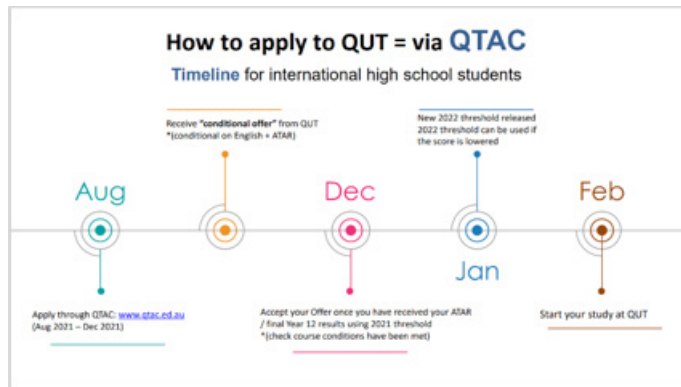 How to apply to QUT = via QTAC
Timeline for international high school students
Receive "conditional offer" from QUT
*(conditional on English + ATAR)
New 2022 threshold released
2022 threshold can be used if
the score is lowered
Aug
Dec
Feb
Jan
Apply through QTAC: www.qtac.ed.au
(Aug 2021 – Dec 2021)
Accept your Offer once you have received your ATAR
/ final Year 12 results using 2021 threshold
*(check course conditions have been met)
Start your study at QUT